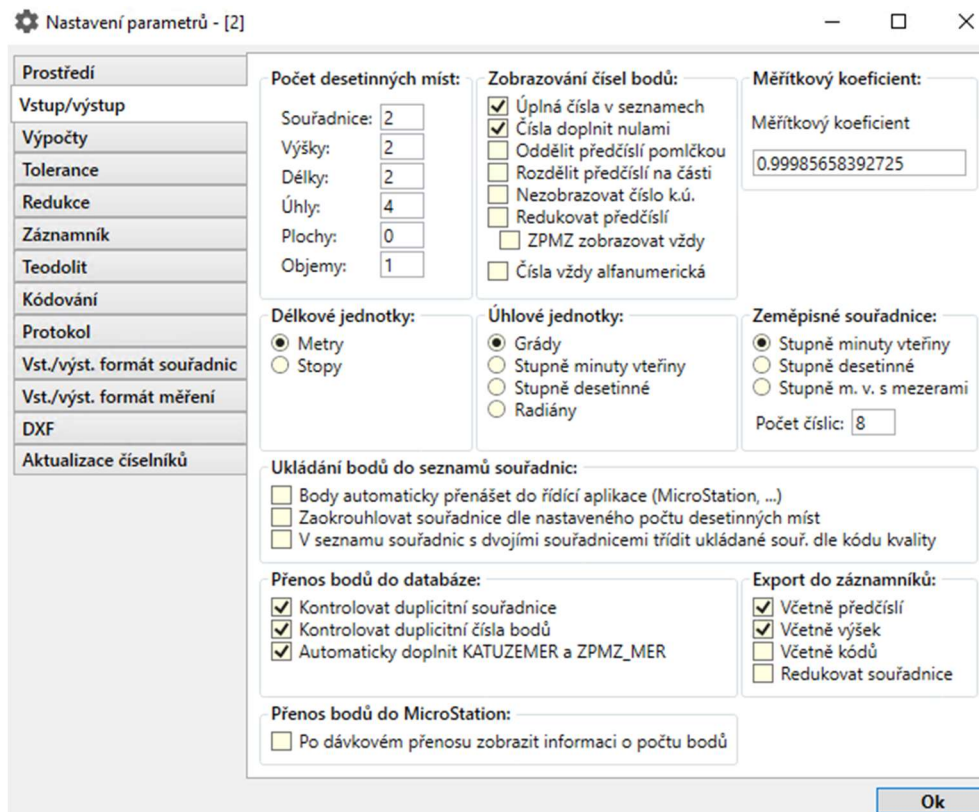 Nastavení parametrů - [2]
Prostředí
Vstup/výstup
Výpočty
Tolerance
Redukce
Záznamník
Teodolit
Kódování
Protokol
Vst./výst. formát souřadnic
Vst./výst. formát měření
DXF
Aktualizace číselníků
Počet desetinných míst:
Souřadnice: 2
Výšky: 2
Délky: 2
Úhly: 4
Plochy: 0
Objemy: 1
Zobrazování čísel bodů:
Úplná čísla v seznamech
Čísla doplnit nulami
Oddělit předčíslí pomlčkou
Rozdělit předčíslí na části
Nezobrazovat číslo k.ú.
Redukovat předčíslí
ZPMZ zobrazovat vždy
Čísla vždy alfanumerická
Měřítkový koeficient:
Měřítkový koeficient
0.99985658392725
Délkové jednotky:
Metry
Stopy
Úhlové jednotky:
Grády
Stupně minuty vteřiny
Stupně desetinné
Radiány
Zeměpisné souřadnice:
Stupně minuty vteřiny
Stupně desetinné
Stupně m. v. s mezerami
Počet číslic: 8
Ukládání bodů do seznamů souřadnic:
Body automaticky přenášet do řídící aplikace (MicroStation, ...)
Zaokrouhlovat souřadnice dle nastaveného počtu desetinných míst
V seznamu souřadnic s dvojími souřadnicemi třídit ukládané souř. dle kódu kvality
Přenos bodů do databáze:
Kontrolovat duplicitní souřadnice
Kontrolovat duplicitní čísla bodů
Automaticky doplnit KATUZEMER a ZPMZ_MER
Export do záznamníků:
Včetně předčíslí
Včetně výšek
Včetně kódů
Redukovat souřadnice
Přenos bodů do MicroStation:
Po dávkovém přenosu zobrazit informaci o počtu bodů
Ok